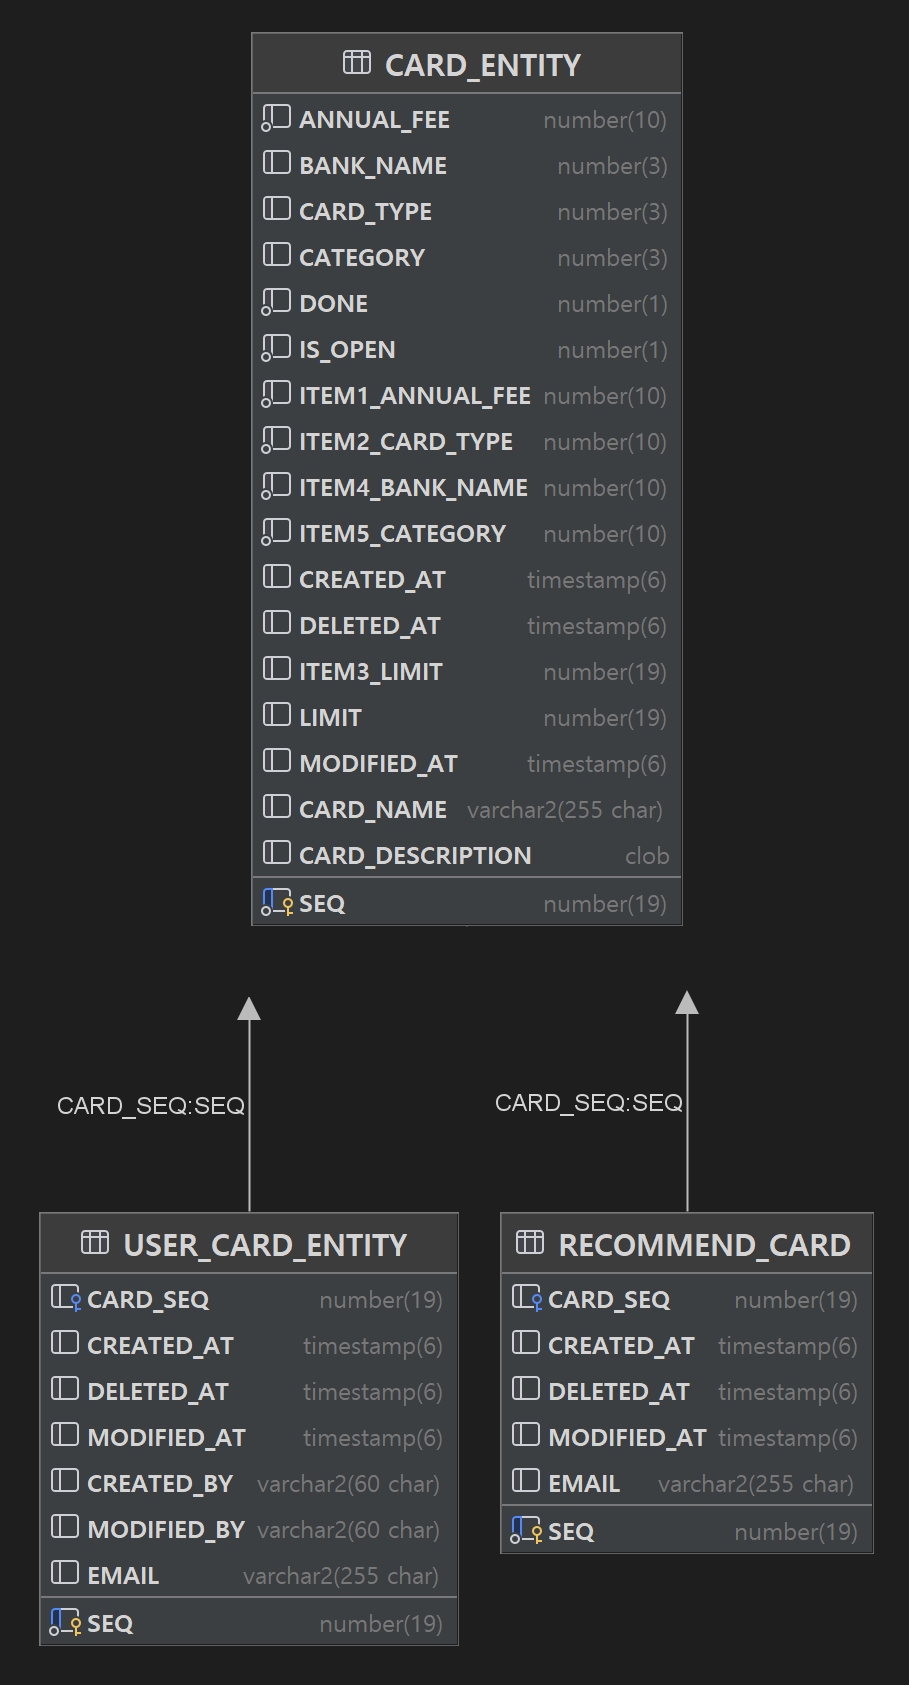 CARD_ENTITY
ANNUAL_FEE number(10)
BANK_NAME number(3)
CARD_TYPE number(3)
CATEGORY number(3)
DONE number(1)
IS_OPEN number(1)
ITEM1_ANNUAL_FEE number(10)
ITEM2_CARD_TYPE number(10)
ITEM4_BANK_NAME number(10)
ITEM5_CATEGORY number(10)
CREATED_AT timestamp(6)
DELETED_AT timestamp(6)
ITEM3_LIMIT number(19)
LIMIT number(19)
MODIFIED_AT timestamp(6)
CARD_NAME varchar2(255 char)
CARD_DESCRIPTION clob
SEQ number(19)
CARD_SEQ:SEQ
CARD_SEQ:SEQ
USER_CARD_ENTITY
CARD_SEQ number(19)
CREATED_AT timestamp(6)
DELETED_AT timestamp(6)
MODIFIED_AT timestamp(6)
CREATED_BY varchar2(60 char)
MODIFIED_BY varchar2(60 char)
EMAIL varchar2(255 char)
SEQ number(19)
RECOMMEND_CARD
CARD_SEQ number(19)
CREATED_AT timestamp(6)
DELETED_AT timestamp(6)
MODIFIED_AT timestamp(6)
EMAIL varchar2(255 char)
SEQ number(19)